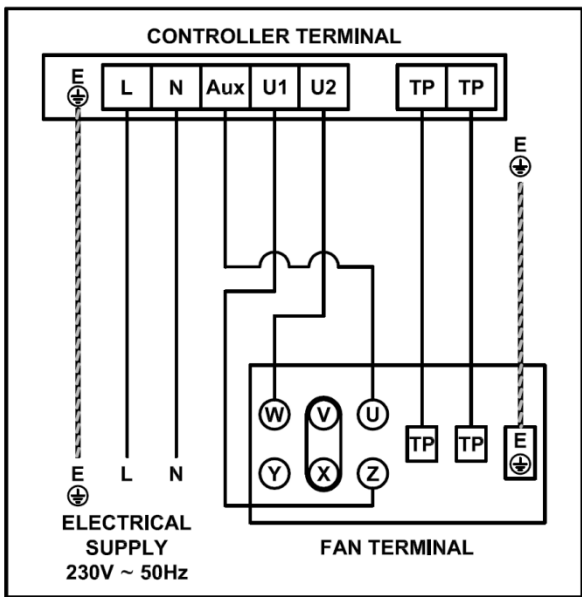 CONTROLLER TERMINAL
E L N Aux U1 U2 TP TP
E
W V U
TP TP E
Y X Z
E L N
ELECTRICAL
SUPPLY
230V ~ 50Hz
FAN TERMINAL